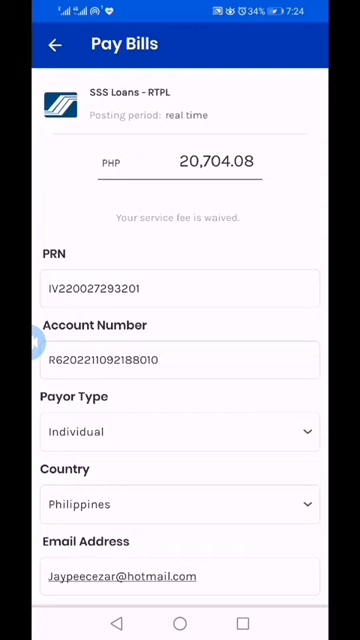 34% 7:24
Pay Bills
SSS Loans - RTPL
Posting period: real time
PHP 20,704.08
Your service fee is waived.
PRN
IV220027293201
Account Number
R6202211092188010
Payor Type
Individual
Country
Philippines
Email Address
Jaypeecezar@hotmail.com